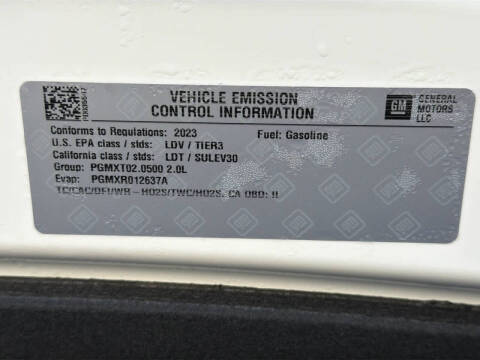 VEHICLE EMISSION
CONTROL INFORMATION
GM
GENERAL
MOTORS
LLC
Conforms to Regulations: 2023 Fuel: Gasoline
U.S. EPA class / stds: LDV / TIER3
California class / stds: LDT / SULEV30
Group: PGMXT02.0500 2.0L
Evap: PGMXR012637A
TC/CAC/DFI/WR - HO2S/TWC/HO2S, CA OBD: II